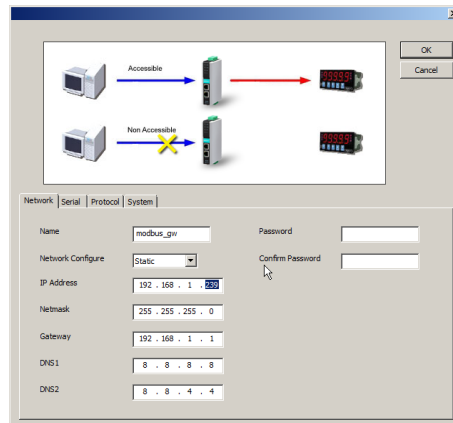 OK
Cancel
Accessible
Non Accessible
Network Serial Protocol System
Name modbus_gw Password
Network Configure Static Confirm Password
IP Address 192 . 168 . 1 . 239
Netmask 255 . 255 . 255 . 0
Gateway 192 . 168 . 1 . 1
DNS1 8 . 8 . 8 . 8
DNS2 8 . 8 . 4 . 4